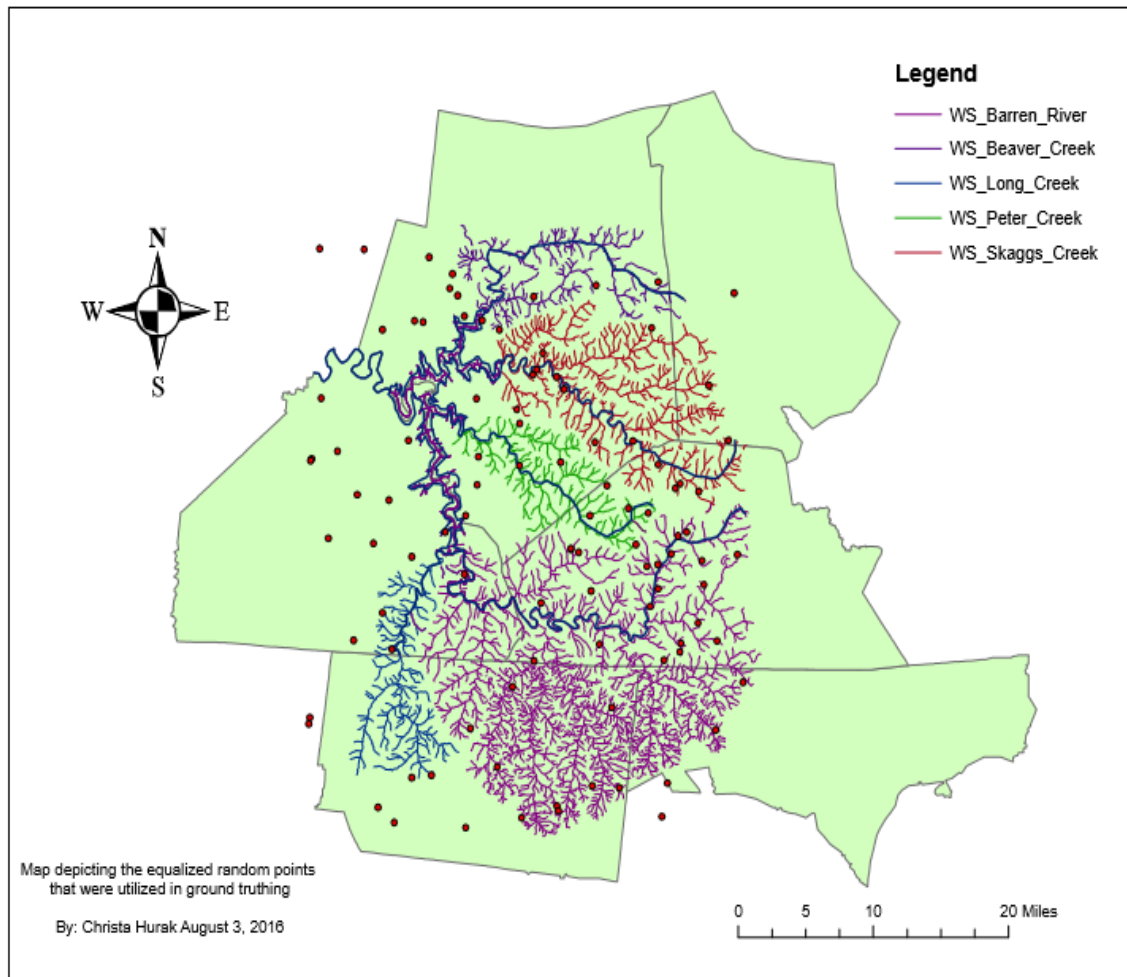 Legend
WS_Barren_River
WS_Beaver_Creek
WS_Long_Creek
WS_Peter_Creek
WS_Skaggs_Creek
N
W E
S
Map depicting the equalized random points
that were utilized in ground truthing
By: Christa Hurak August 3, 2016
0 5 10 20 Miles